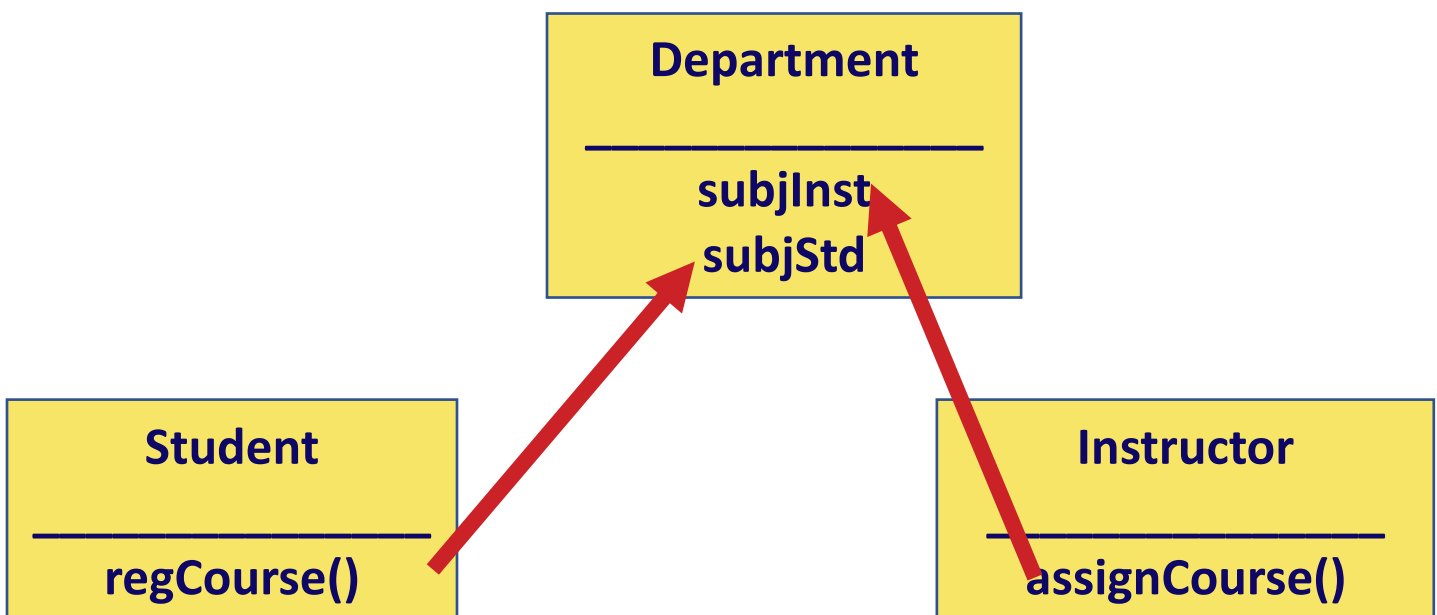 Department
subjInst
subjStd
Student
regCourse()
Instructor
assignCourse()